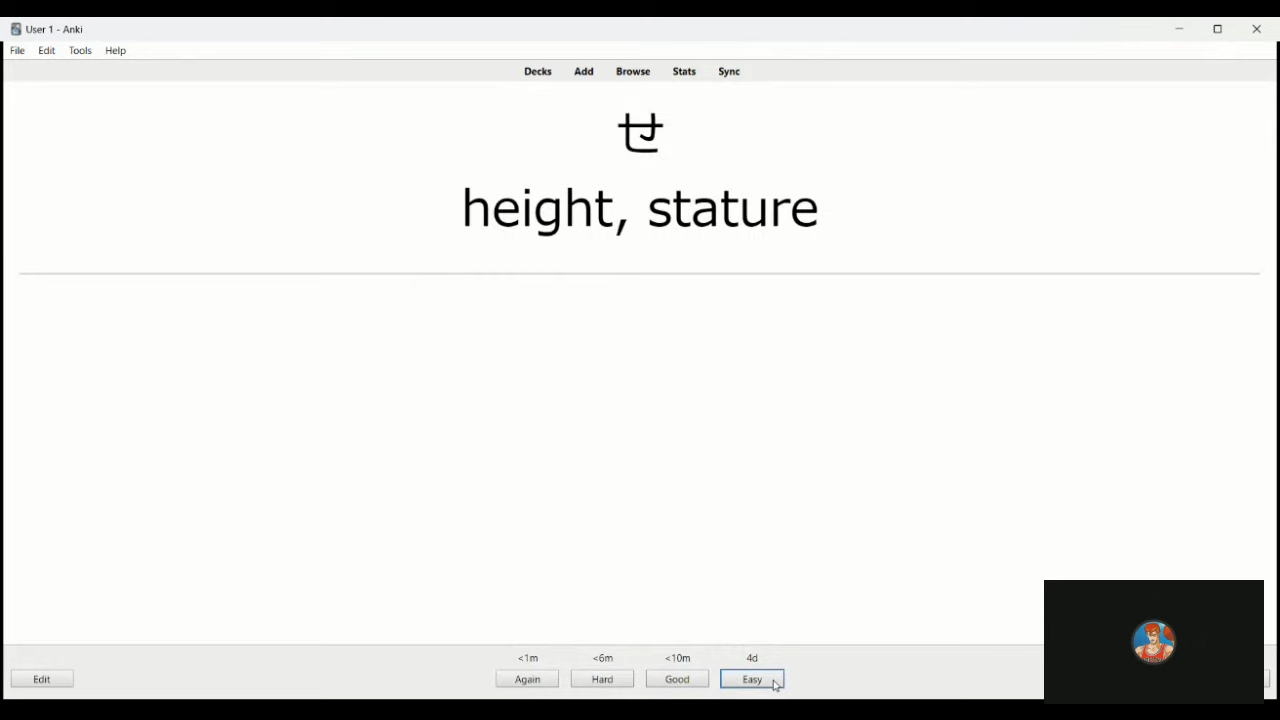 User 1 - Anki
File Edit Tools Help
Decks Add Browse Stats Sync
せ
height, stature
<1m <6m <10m 4d
Edit Again Hard Good Easy